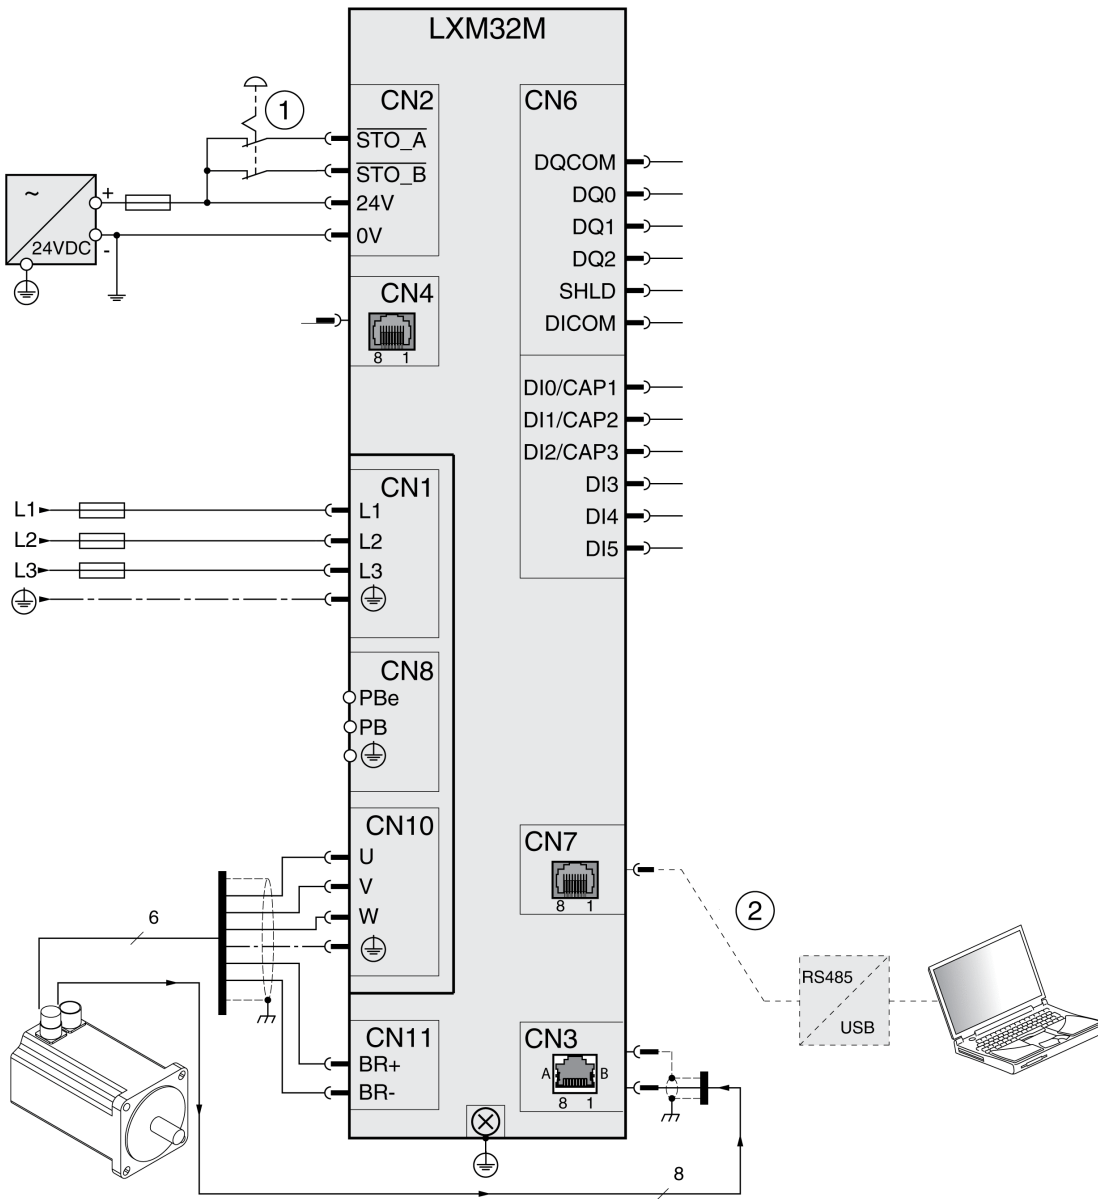 LXM32M
CN2
1
STO_A
STO_B
24V
0V
~
+
24VDC
-
CN4
8 1
CN6
DQCOM
DQ0
DQ1
DQ2
SHLD
DICOM
DI0/CAP1
DI1/CAP2
DI2/CAP3
DI3
DI4
DI5
CN1
L1 L1
L2 L2
L3 L3
CN8
PBe
PB
CN10
U
V
W
6
CN7
8 1
2
RS485
USB
CN11
BR+
BR-
CN3
A B
8 1
8